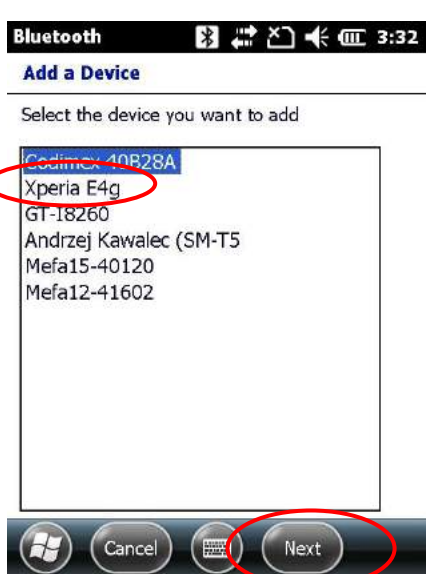 Bluetooth 3:32
Add a Device
Select the device you want to add
Codimex 40B28A
Xperia E4g
GT-I8260
Andrzej Kawalec (SM-T5
Mefa15-40120
Mefa12-41602
Cancel Next